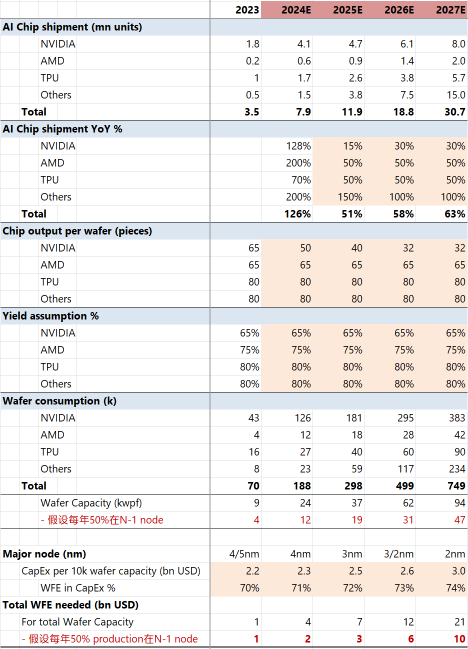 2023 2024E 2025E 2026E 2027E
AI Chip shipment (mn units)
NVIDIA 1.8 4.1 4.7 6.1 8.0
AMD 0.2 0.6 0.9 1.4 2.0
TPU 1 1.7 2.6 3.8 5.7
Others 0.5 1.5 3.8 7.5 15.0
Total 3.5 7.9 11.9 18.8 30.7
AI Chip shipment YoY %
NVIDIA 128% 15% 30% 30%
AMD 200% 50% 50% 50%
TPU 70% 50% 50% 50%
Others 200% 150% 100% 100%
Total 126% 51% 58% 63%
Chip output per wafer (pieces)
NVIDIA 65 50 40 32 32
AMD 65 65 65 65 65
TPU 80 80 80 80 80
Others 80 80 80 80 80
Yield assumption %
NVIDIA 65% 65% 65% 65% 65%
AMD 75% 75% 75% 75% 75%
TPU 80% 80% 80% 80% 80%
Others 80% 80% 80% 80% 80%
Wafer consumption (k)
NVIDIA 43 126 181 295 383
AMD 4 12 18 28 42
TPU 16 27 40 60 90
Others 8 23 59 117 234
Total 70 188 298 499 749
Wafer Capacity (kwpf) 9 24 37 62 94
- 假设每年50%在N-1 node 4 12 19 31 47
Major node (nm) 4/5nm 4nm 3nm 3/2nm 2nm
CapEx per 10k wafer capacity (bn USD) 2.2 2.3 2.5 2.6 3.0
WFE in CapEx % 70% 71% 72% 73% 74%
Total WFE needed (bn USD)
For total Wafer Capacity 1 4 7 12 21
- 假设每年50% production在N-1 node 1 2 3 6 10